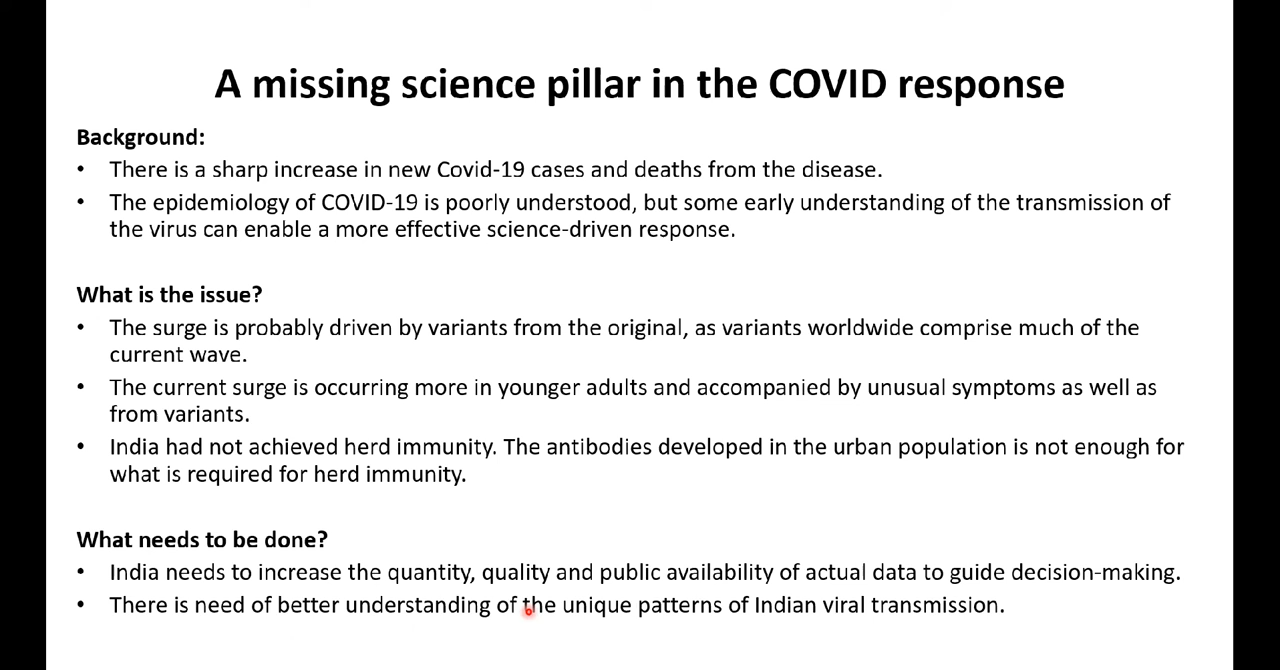 A missing science pillar in the COVID response
Background:
• There is a sharp increase in new Covid-19 cases and deaths from the disease.
• The epidemiology of COVID-19 is poorly understood, but some early understanding of the transmission of
the virus can enable a more effective science-driven response.
What is the issue?
• The surge is probably driven by variants from the original, as variants worldwide comprise much of the
current wave.
• The current surge is occurring more in younger adults and accompanied by unusual symptoms as well as
from variants.
• India had not achieved herd immunity. The antibodies developed in the urban population is not enough for
what is required for herd immunity.
What needs to be done?
• India needs to increase the quantity, quality and public availability of actual data to guide decision-making.
• There is need of better understanding of the unique patterns of Indian viral transmission.